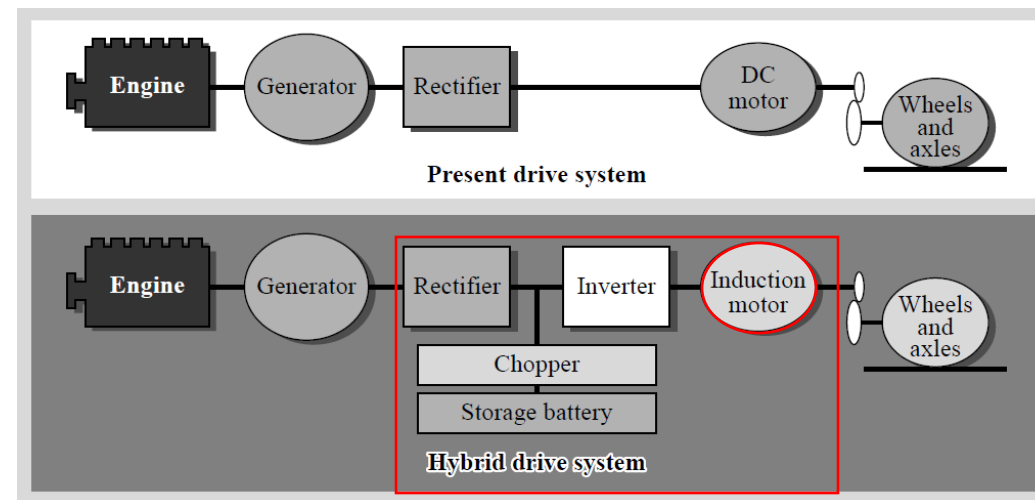 Engine
Generator
Rectifier
DC
motor
Wheels
and
axles
Present drive system
Engine
Generator
Rectifier
Inverter
Induction
motor
Wheels
and
axles
Chopper
Storage battery
Hybrid drive system